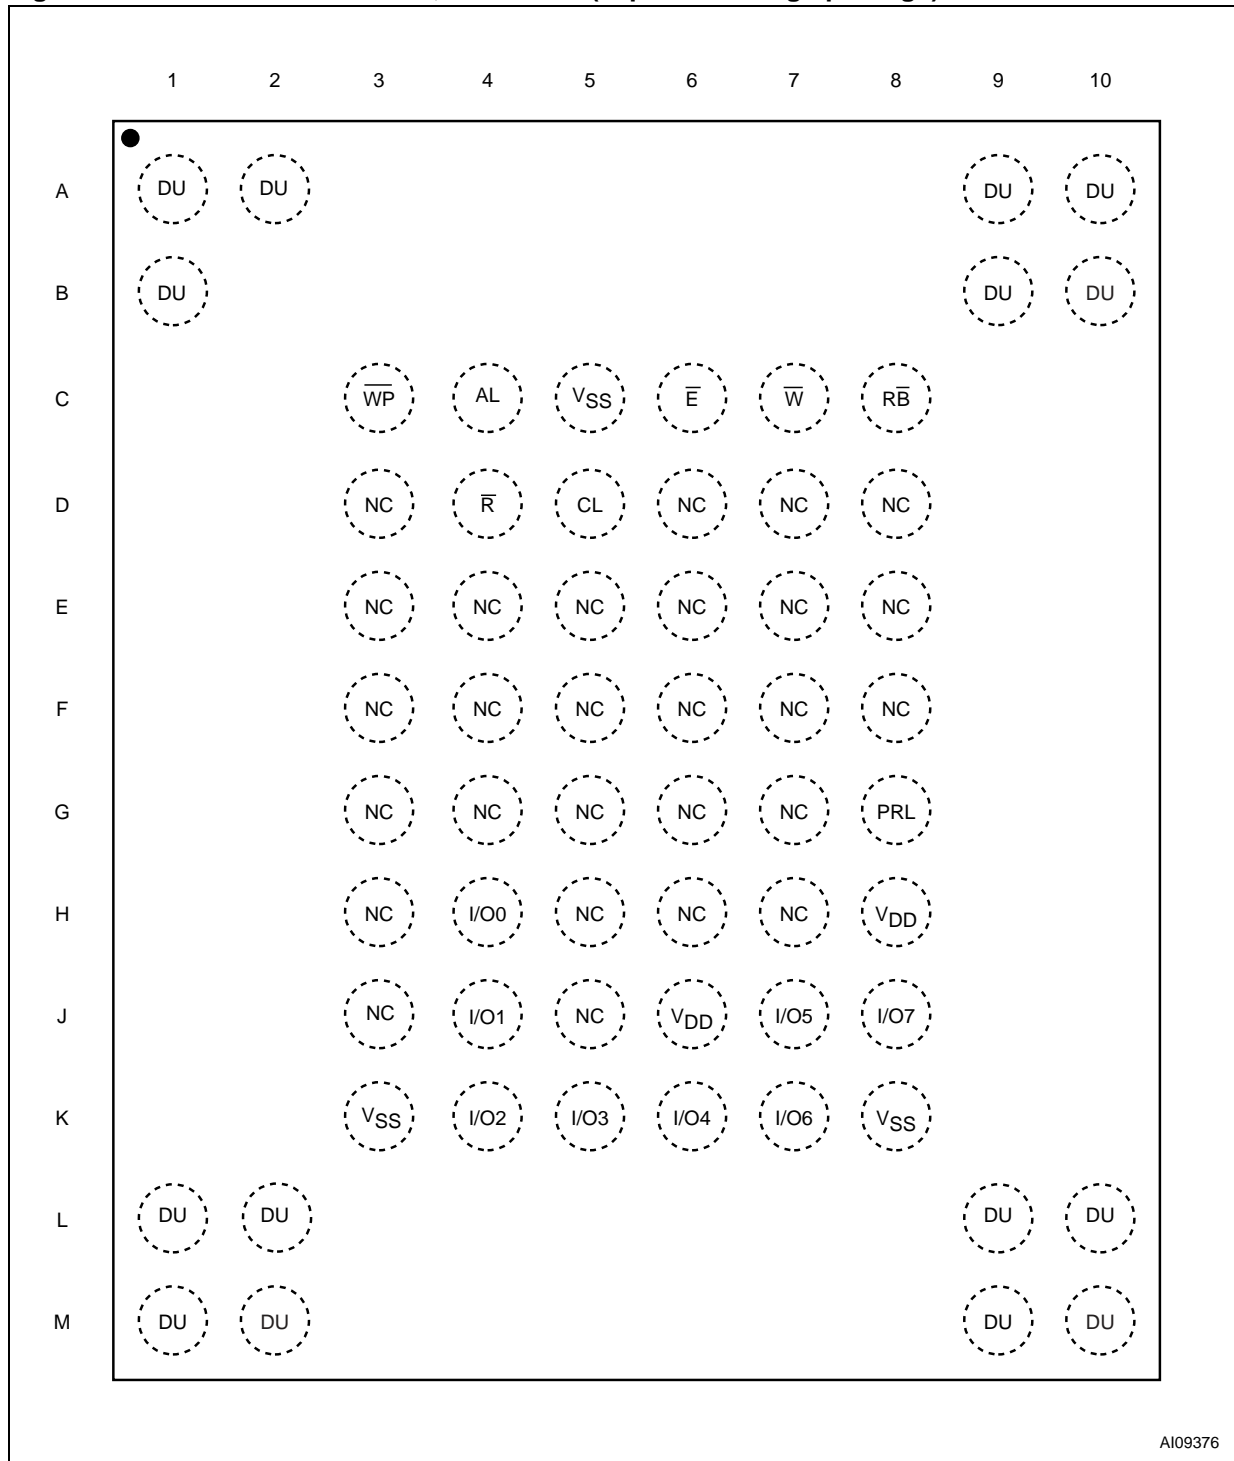 1 2 3 4 5 6 7 8 9 10
A DU DU DU DU
B DU DU DU
C W̅P̅ AL VSS E̅ W̅ RB̅
D NC R̅ CL NC NC NC
E NC NC NC NC NC NC
F NC NC NC NC NC NC
G NC NC NC NC NC PRL
H NC I/O0 NC NC NC VDD
J NC I/O1 NC VDD I/O5 I/O7
K VSS I/O2 I/O3 I/O4 I/O6 VSS
L DU DU DU DU
M DU DU DU DU
AI09376